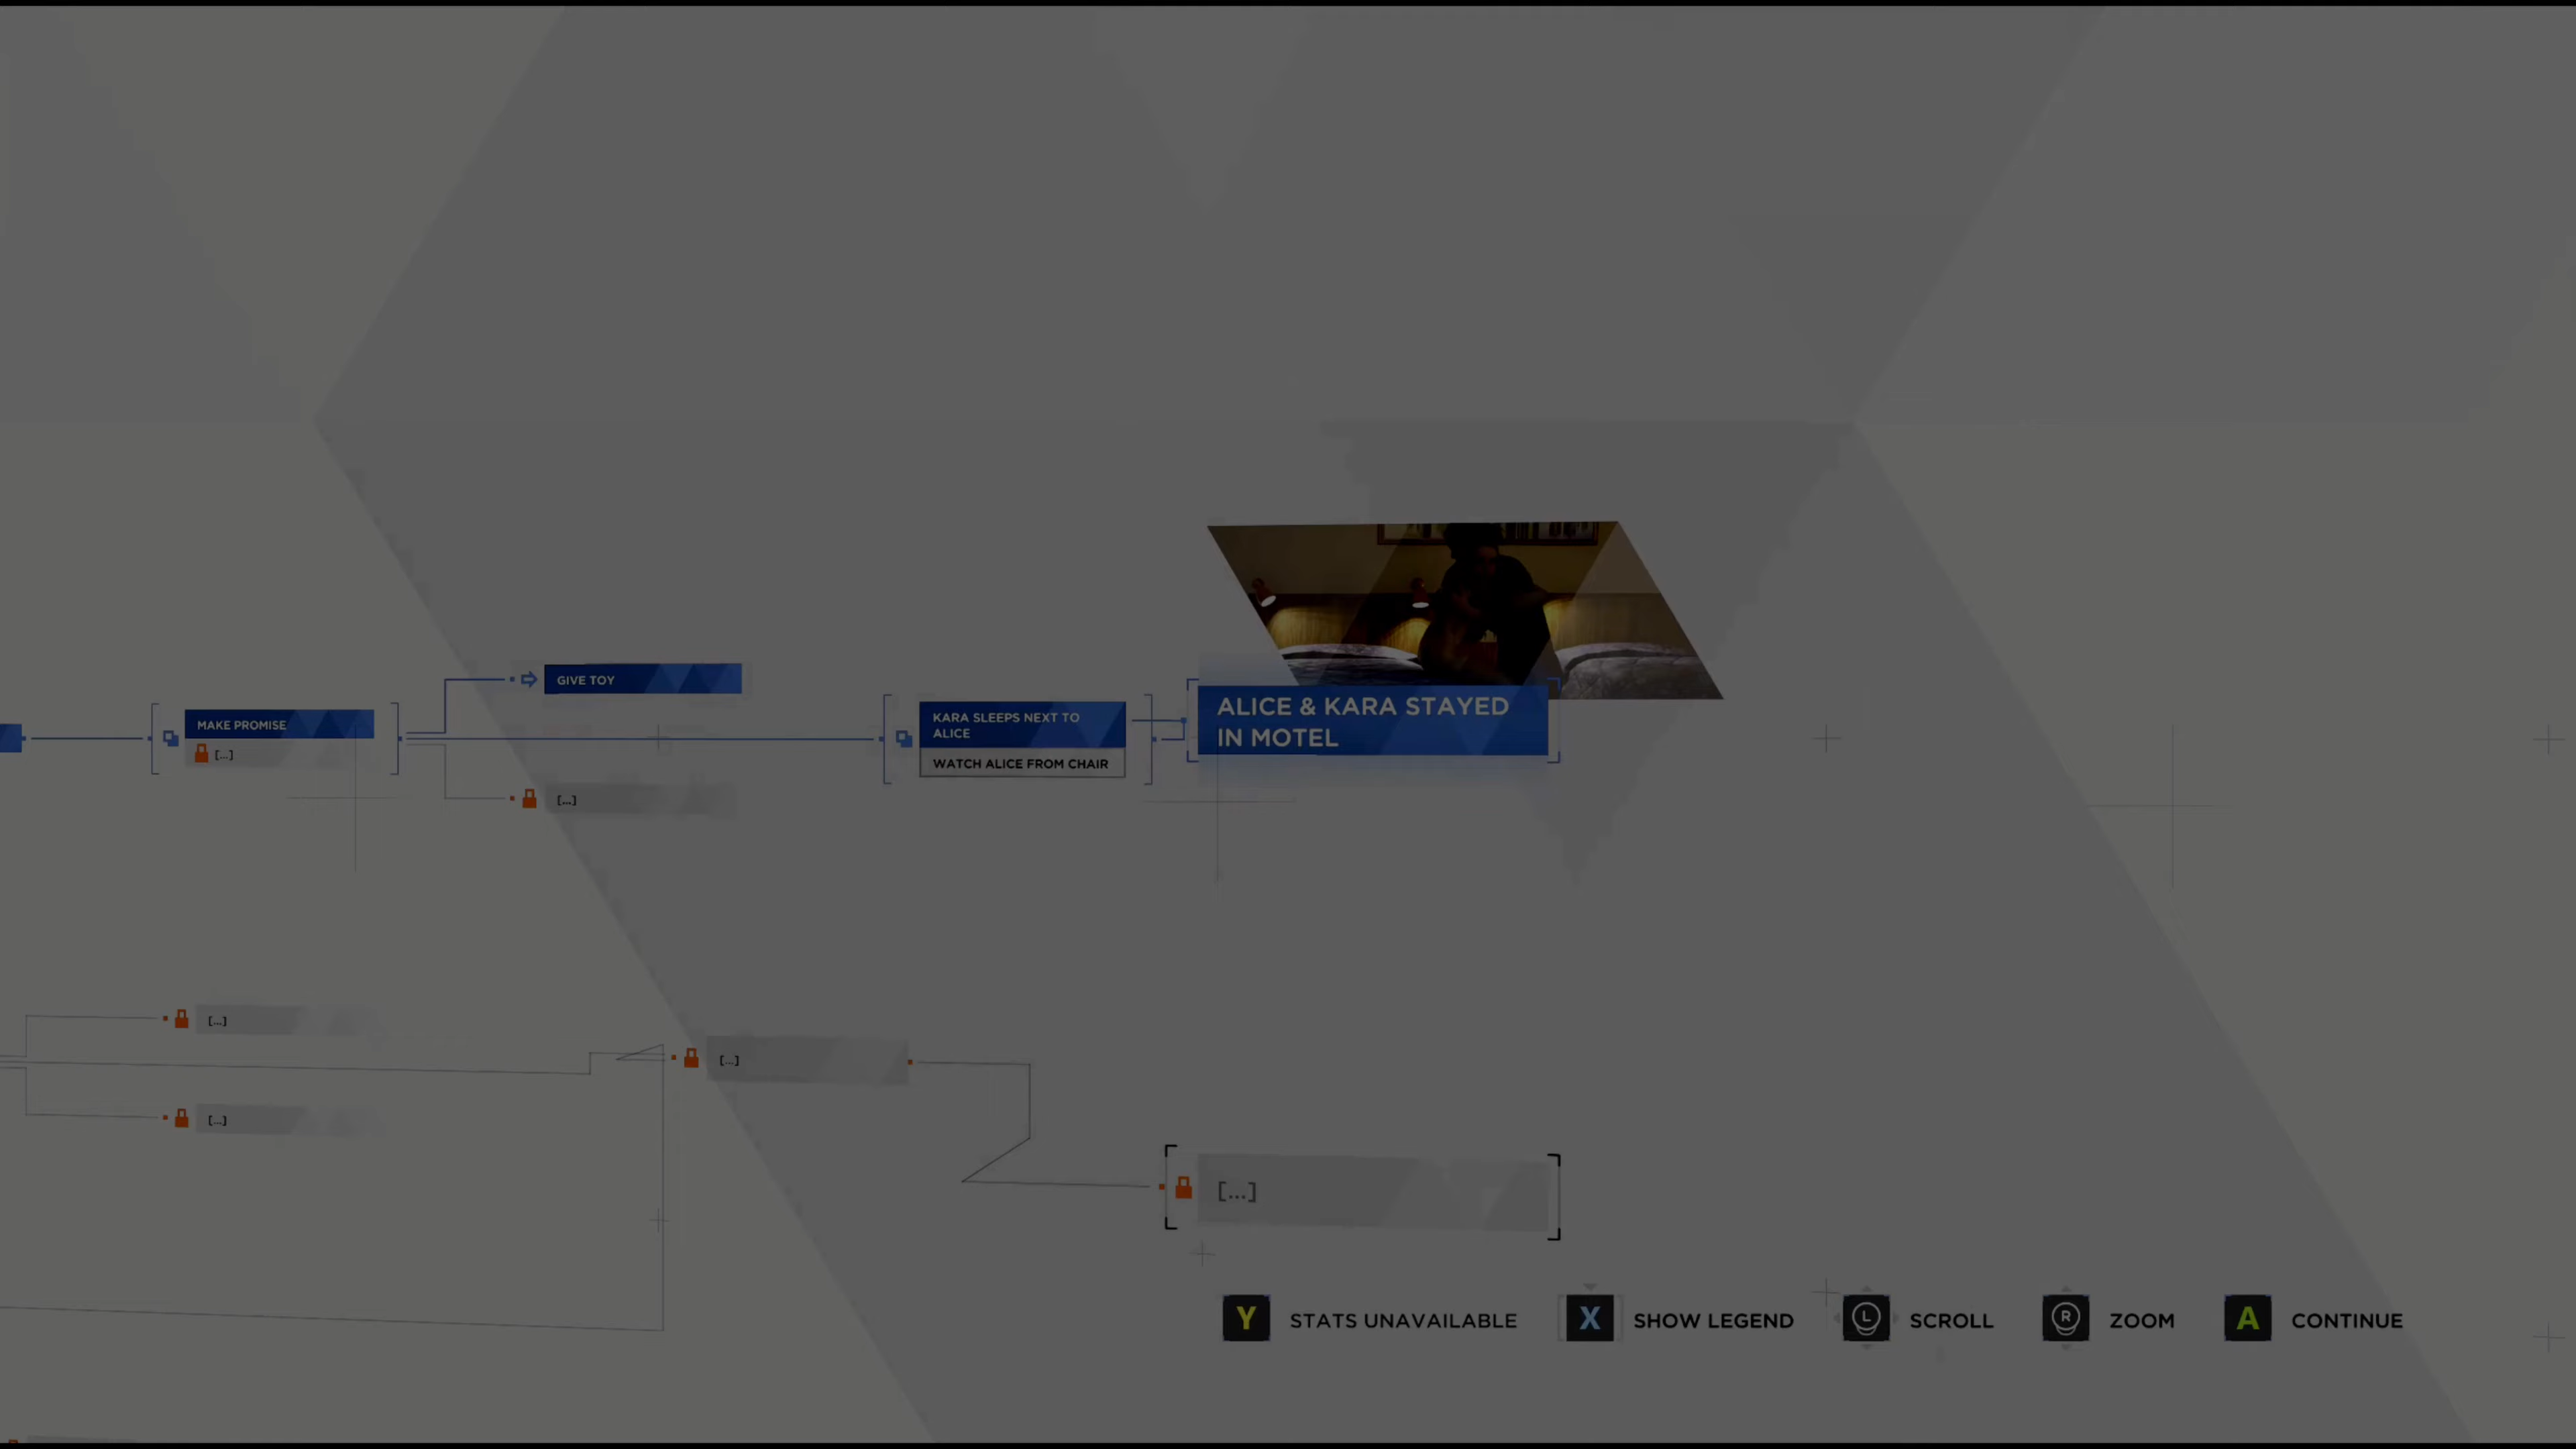 GIVE TOY
MAKE PROMISE
[...]
[...]
KARA SLEEPS NEXT TO
ALICE
WATCH ALICE FROM CHAIR
ALICE & KARA STAYED
IN MOTEL
[...]
[...]
[...]
[...]
Y STATS UNAVAILABLE
X SHOW LEGEND
L SCROLL
R ZOOM
A CONTINUE